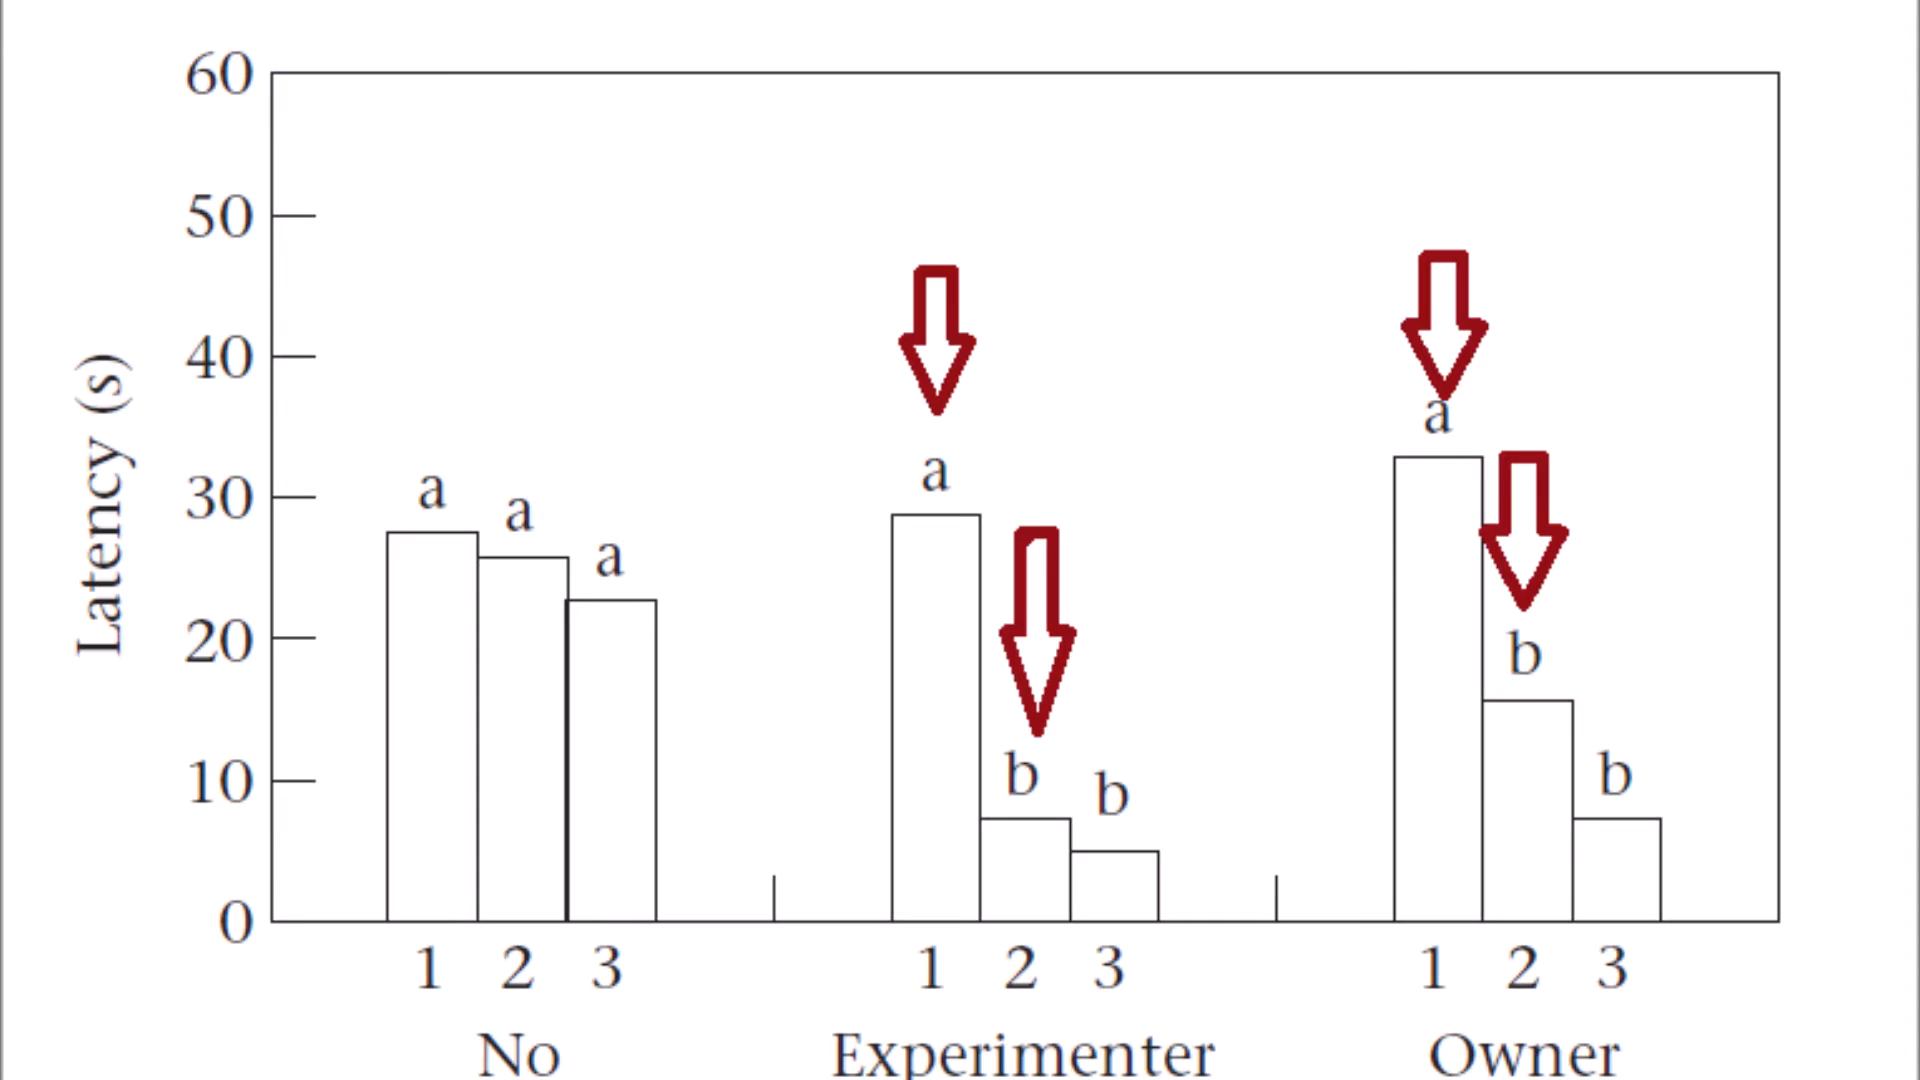 60
50
40
30
20
10
0
Latency (s)
a
a
a
a
b
b
a
b
b
1 2 3
1 2 3
1 2 3
No
Experimenter
Owner